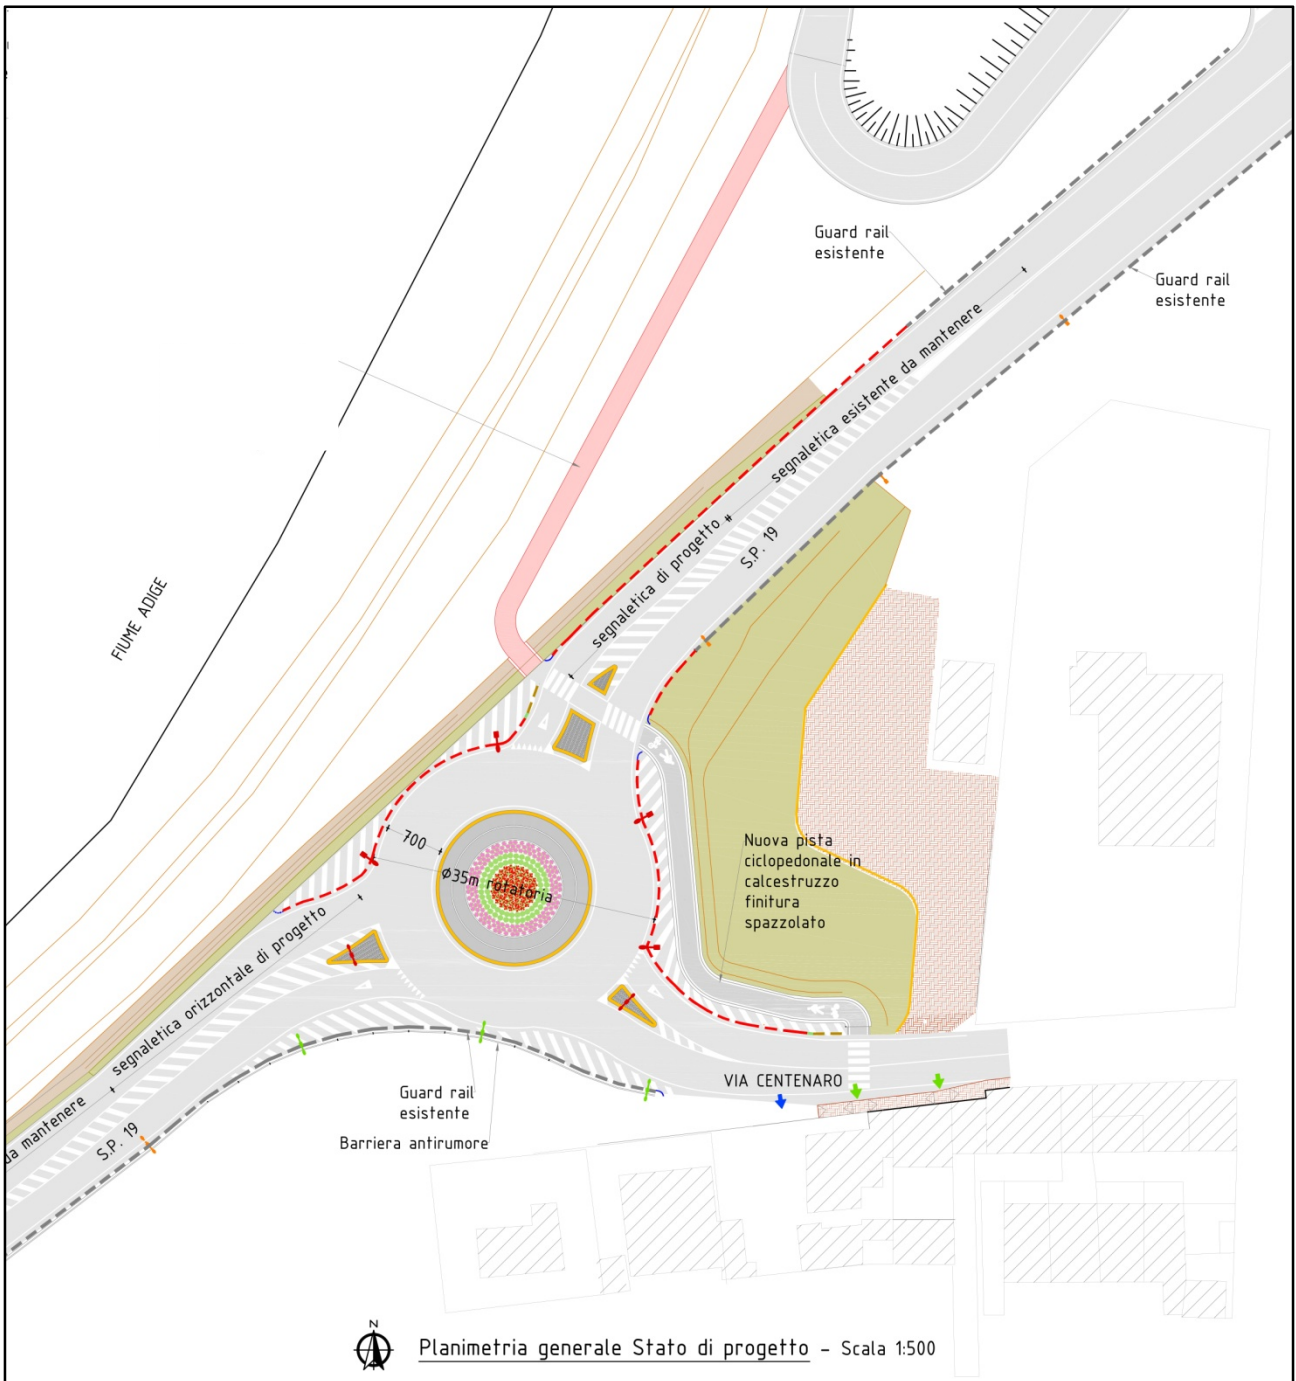 Guard rail
esistente
Guard rail
esistente
segnaletica esistente da mantenere
segnaletica di progetto
S.P. 19
FIUME ADIGE
700
Ø35m rotatoria
Nuova pista
ciclopedonale in
calcestruzzo
finitura
spazzolato
segnaletica orizzontale di progetto
da mantenere
S.P. 19
Guard rail
esistente
Barriera antirumore
VIA CENTENARO
N
Planimetria generale Stato di progetto - Scala 1:500